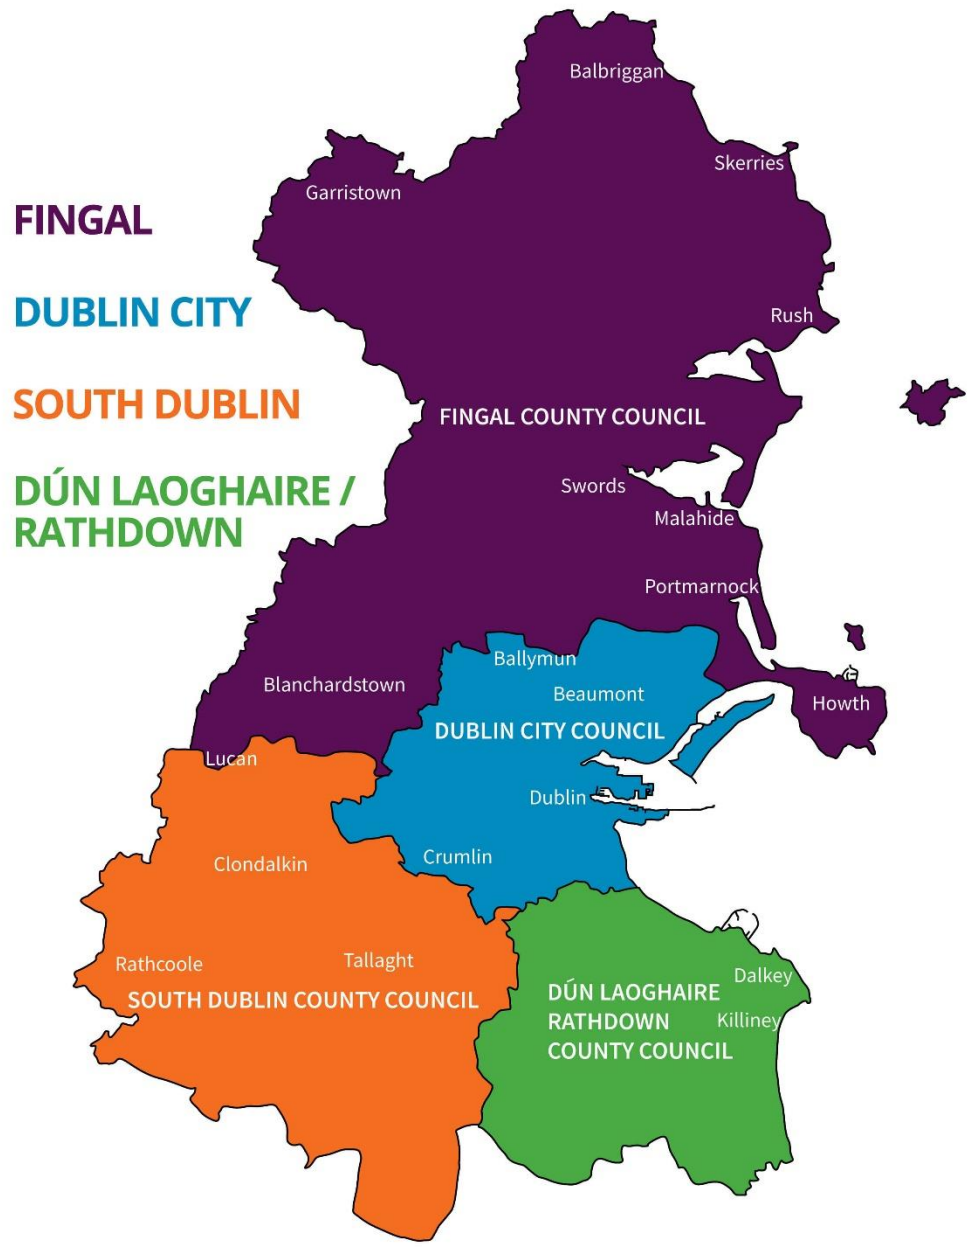 FINGAL
DUBLIN CITY
SOUTH DUBLIN
DÚN LAOGHAIRE /
RATHDOWN
Balbriggan
Skerries
Garristown
Rush
FINGAL COUNTY COUNCIL
Swords
Malahide
Portmarnock
Ballymun
Blanchardstown
Beaumont
Howth
DUBLIN CITY COUNCIL
Lucan
Dublin
Crumlin
Clondalkin
Rathcoole
Tallaght
SOUTH DUBLIN COUNTY COUNCIL
Dalkey
DÚN LAOGHAIRE
RATHDOWN
COUNTY COUNCIL
Killiney